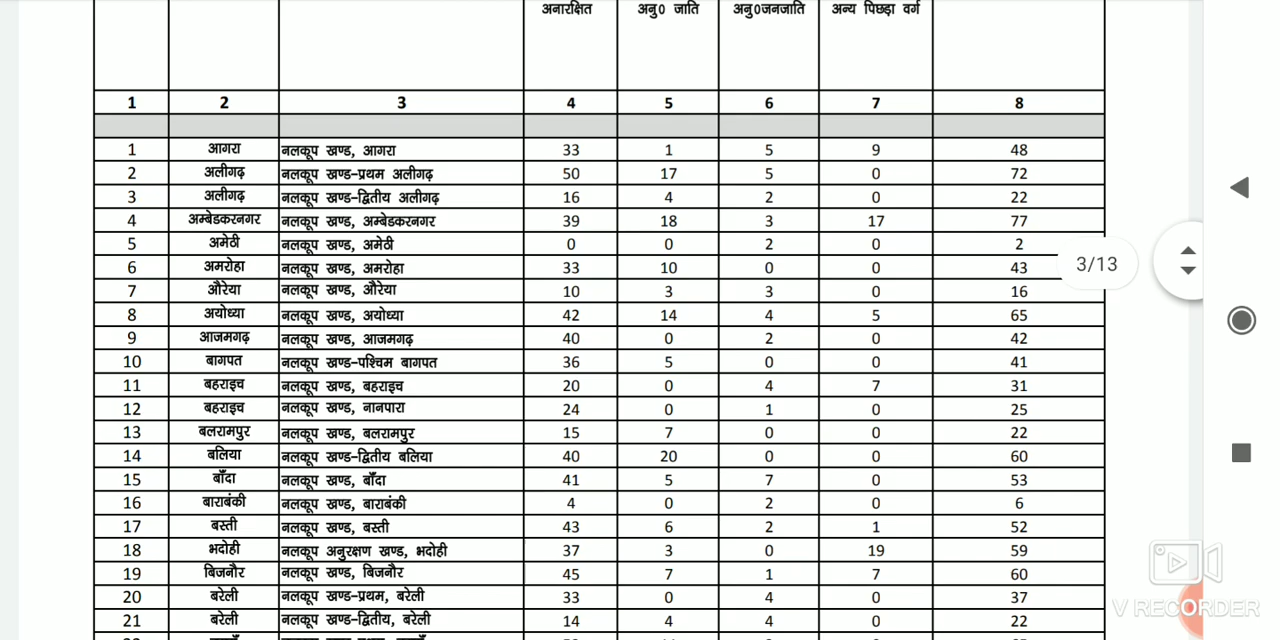 अनारक्षित अनु0 जाति अनु0जनजाति अन्य पिछड़ा वर्ग
1 2 3 4 5 6 7 8
1 आगरा नलकूप खण्ड, आगरा 33 1 5 9 48
2 अलीगढ़ नलकूप खण्ड-प्रथम अलीगढ़ 50 17 5 0 72
3 अलीगढ़ नलकूप खण्ड-द्वितीय अलीगढ़ 16 4 2 0 22
4 अम्बेडकरनगर नलकूप खण्ड, अम्बेडकरनगर 39 18 3 17 77
5 अमेठी नलकूप खण्ड, अमेठी 0 0 2 0 2
6 अमरोहा नलकूप खण्ड, अमरोहा 33 10 0 0 43
3/13
7 औरेया नलकूप खण्ड, औरेया 10 3 3 0 16
8 अयोध्या नलकूप खण्ड, अयोध्या 42 14 4 5 65
9 आजमगढ़ नलकूप खण्ड, आजमगढ़ 40 0 2 0 42
10 बागपत नलकूप खण्ड-पश्चिम बागपत 36 5 0 0 41
11 बहराइच नलकूप खण्ड, बहराइच 20 0 4 7 31
12 बहराइच नलकूप खण्ड, नानपारा 24 0 1 0 25
13 बलरामपुर नलकूप खण्ड, बलरामपुर 15 7 0 0 22
14 बलिया नलकूप खण्ड-द्वितीय बलिया 40 20 0 0 60
15 बाँदा नलकूप खण्ड, बाँदा 41 5 7 0 53
16 बाराबंकी नलकूप खण्ड, बाराबंकी 4 0 2 0 6
17 बस्ती नलकूप खण्ड, बस्ती 43 6 2 1 52
18 भदोही नलकूप अनुरक्षण खण्ड, भदोही 37 3 0 19 59
19 बिजनौर नलकूप खण्ड, बिजनौर 45 7 1 7 60
20 बरेली नलकूप खण्ड-प्रथम, बरेली 33 0 4 0 37
V RECORDER
21 बरेली नलकूप खण्ड-द्वितीय, बरेली 14 4 4 0 22